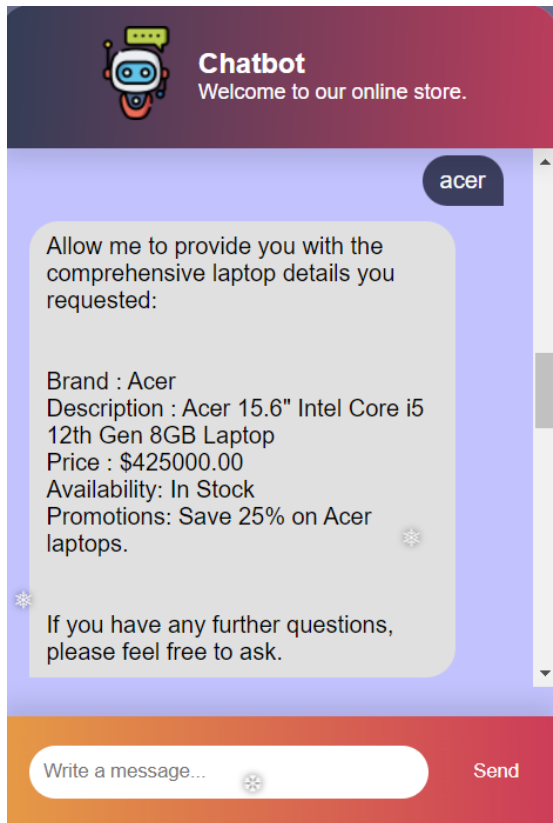 Chatbot
Welcome to our online store.
acer
Allow me to provide you with the
comprehensive laptop details you
requested:
Brand : Acer
Description : Acer 15.6" Intel Core i5
12th Gen 8GB Laptop
Price : $425000.00
Availability: In Stock
Promotions: Save 25% on Acer
laptops.
If you have any further questions,
please feel free to ask.
Write a message...
Send